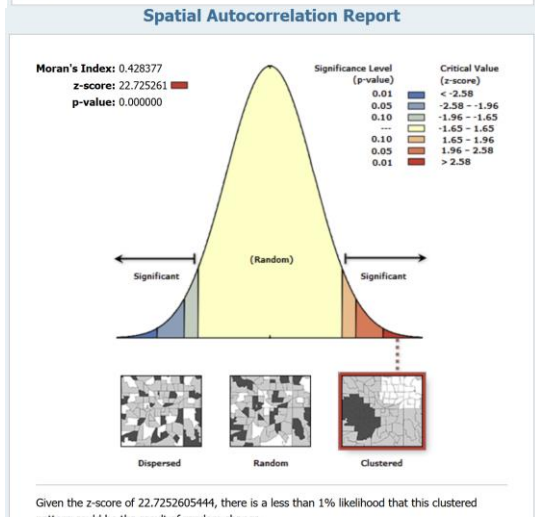 Spatial Autocorrelation Report
Moran's Index: 0.428377
z-score: 22.725261
p-value: 0.000000
Significance Level
(p-value)
Critical Value
(z-score)
0.01 < -2.58
0.05 -2.58 - -1.96
0.10 -1.96 - -1.65
--- -1.65 - 1.65
0.10 1.65 - 1.96
0.05 1.96 - 2.58
0.01 > 2.58
(Random)
Significant
Significant
Dispersed
Random
Clustered
Given the z-score of 22.7252605444, there is a less than 1% likelihood that this clustered